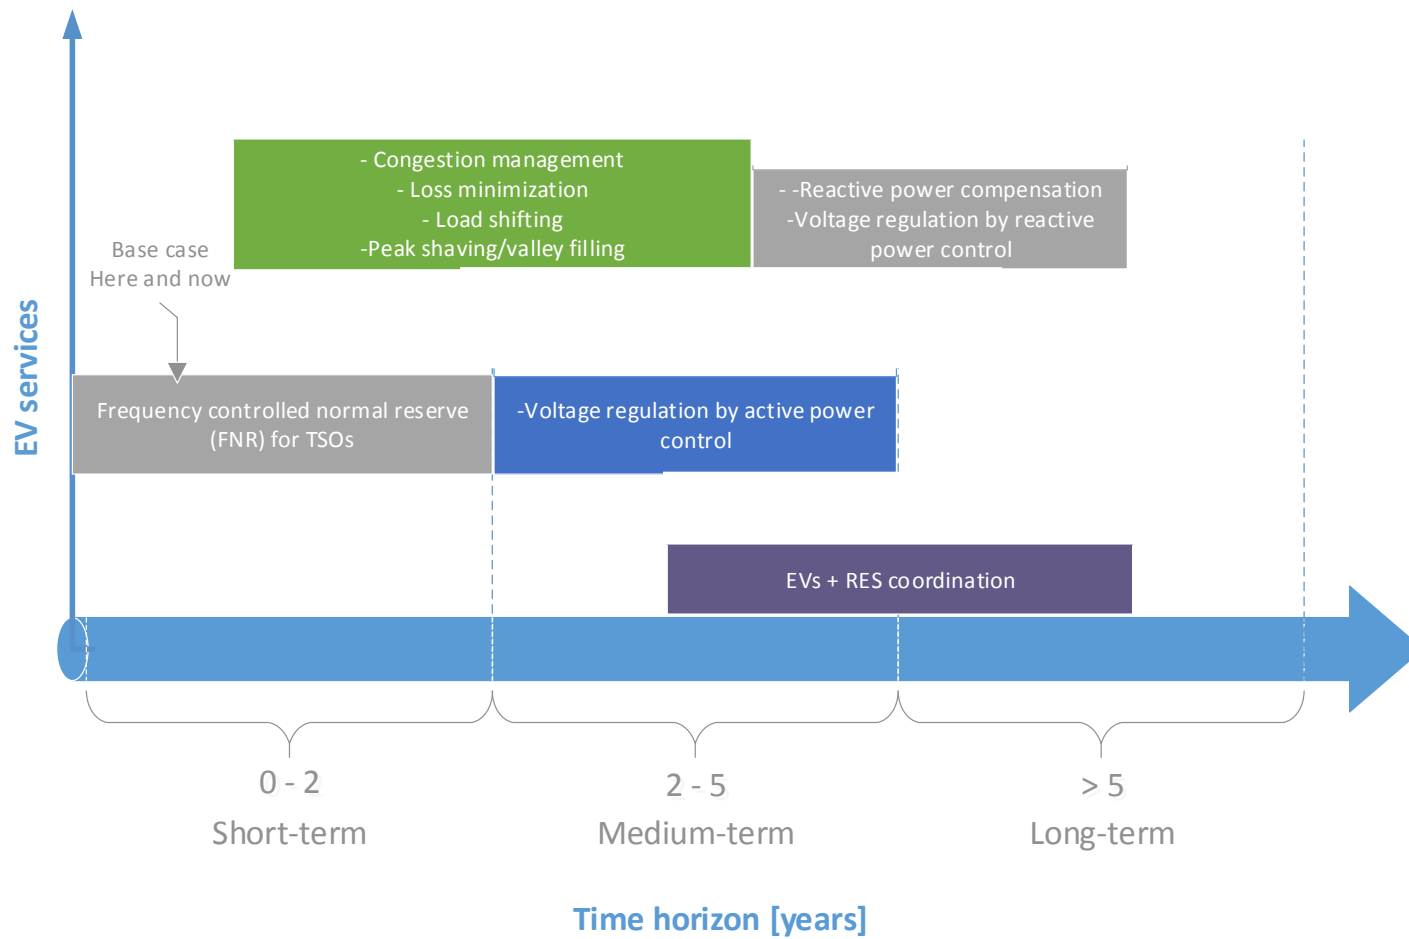 - Congestion management
- Loss minimization
- Load shifting
-Peak shaving/valley filling
- -Reactive power compensation
-Voltage regulation by reactive
power control
Base case
Here and now
EV services
Frequency controlled normal reserve
(FNR) for TSOs
-Voltage regulation by active power
control
EVs + RES coordination
0 - 2
Short-term
2 - 5
Medium-term
> 5
Long-term
Time horizon [years]